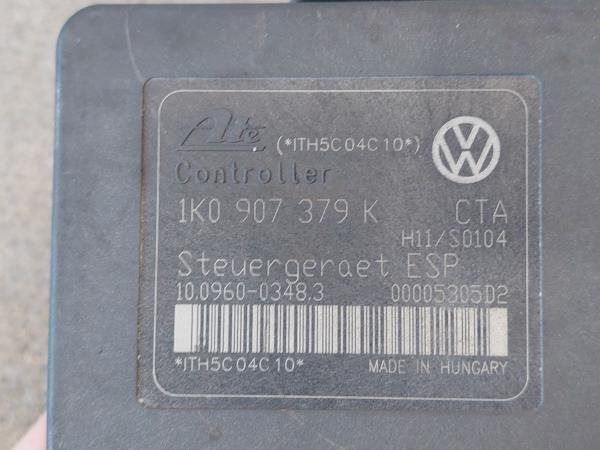 Ate (*ITH5C04C10*)
Controller
1K0 907 379 K CTA
H11/S0104
Steuergeraet ESP
10.0960-0348.3 00005305D2
*ITH5C04C10* MADE IN HUNGARY